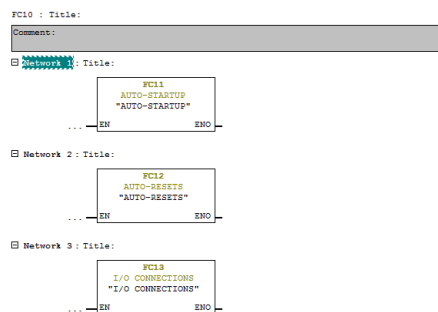 FC10 : Title:
Comment:
Network 1: Title:
FC11
AUTO-STARTUP
"AUTO-STARTUP"
... EN ENO
Network 2 : Title:
FC12
AUTO-RESETS
"AUTO-RESETS"
... EN ENO
Network 3 : Title:
FC13
I/O CONNECTIONS
"I/O CONNECTIONS"
... EN ENO